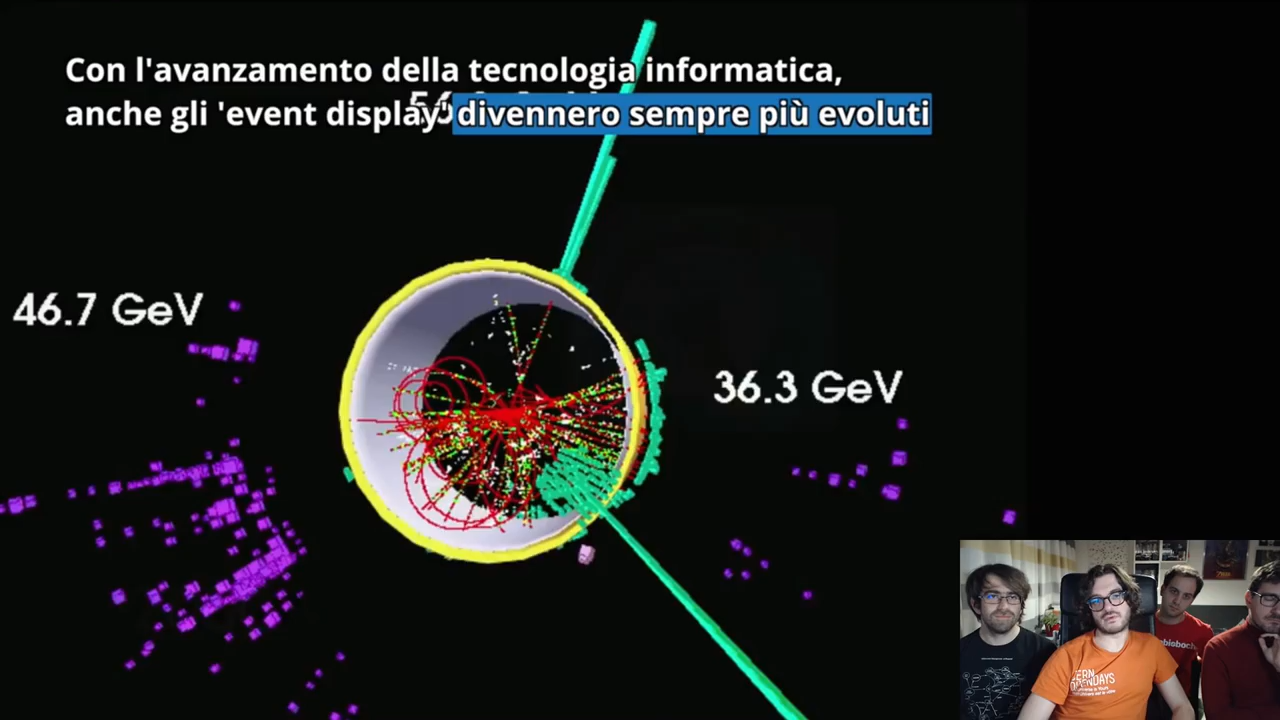 Con l'avanzamento della tecnologia informatica,
anche gli 'event display' divennero sempre più evoluti
46.7 GeV
36.3 GeV
OPENDAYS